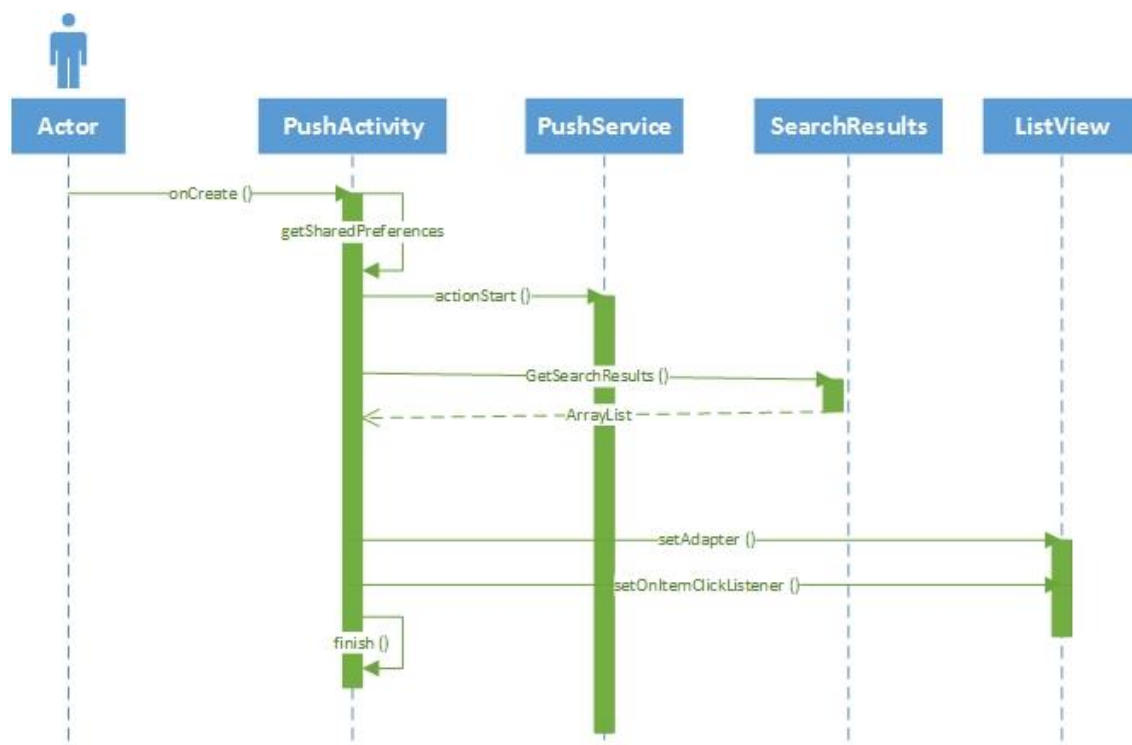 Actor
PushActivity
PushService
SearchResults
ListView
onCreate ()
getSharedPreferences
actionStart ()
GetSearchResults ()
ArrayList
setAdapter ()
setOnItemClickListener ()
finish ()